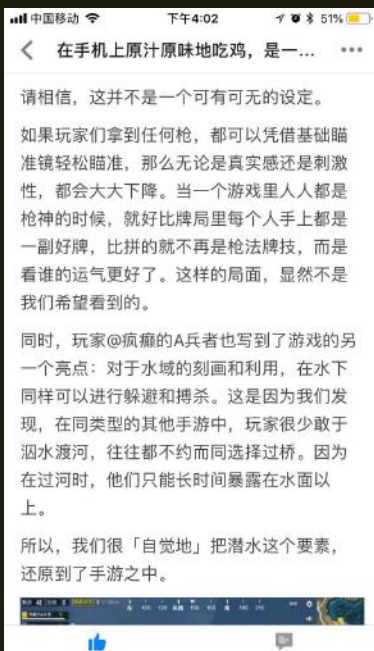 中国移动 下午4:02 51%
在手机上原汁原味地吃鸡，是一...
请相信，这并不是一个可有可无的设定。
如果玩家们拿到任何枪，都可以凭借基础瞄
准镜轻松瞄准，那么无论是真实感还是刺激
性，都会大大下降。当一个游戏里人人都是
枪神的时候，就好比牌局里每个人手上都是
一副好牌，比拼的就不再是枪法牌技，而是
看谁的运气更好了。这样的局面，显然不是
我们希望看到的。
同时，玩家@疯癫的A兵者也写到了游戏的另
一个亮点：对于水域的刻画和利用，在水下
同样可以进行躲避和搏杀。这是因为我们发
现，在同类型的其他手游中，玩家很少敢于
泅水渡河，往往都不约而同选择过桥。因为
在过河时，他们只能长时间暴露在水面以
上。
所以，我们很「自觉地」把潜水这个要素，
还原到了手游之中。